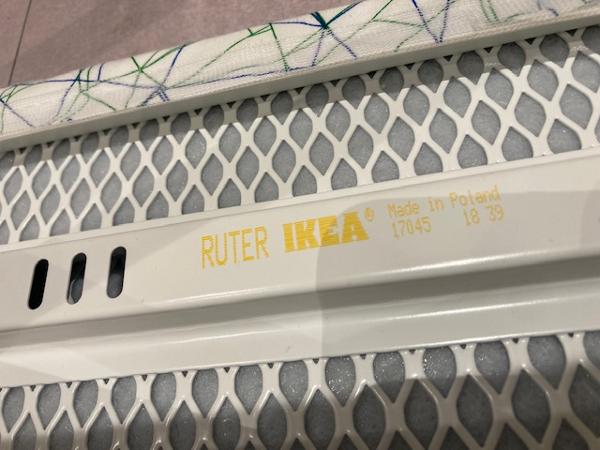 RUTER IKEA® Made in Poland
17045 18 39